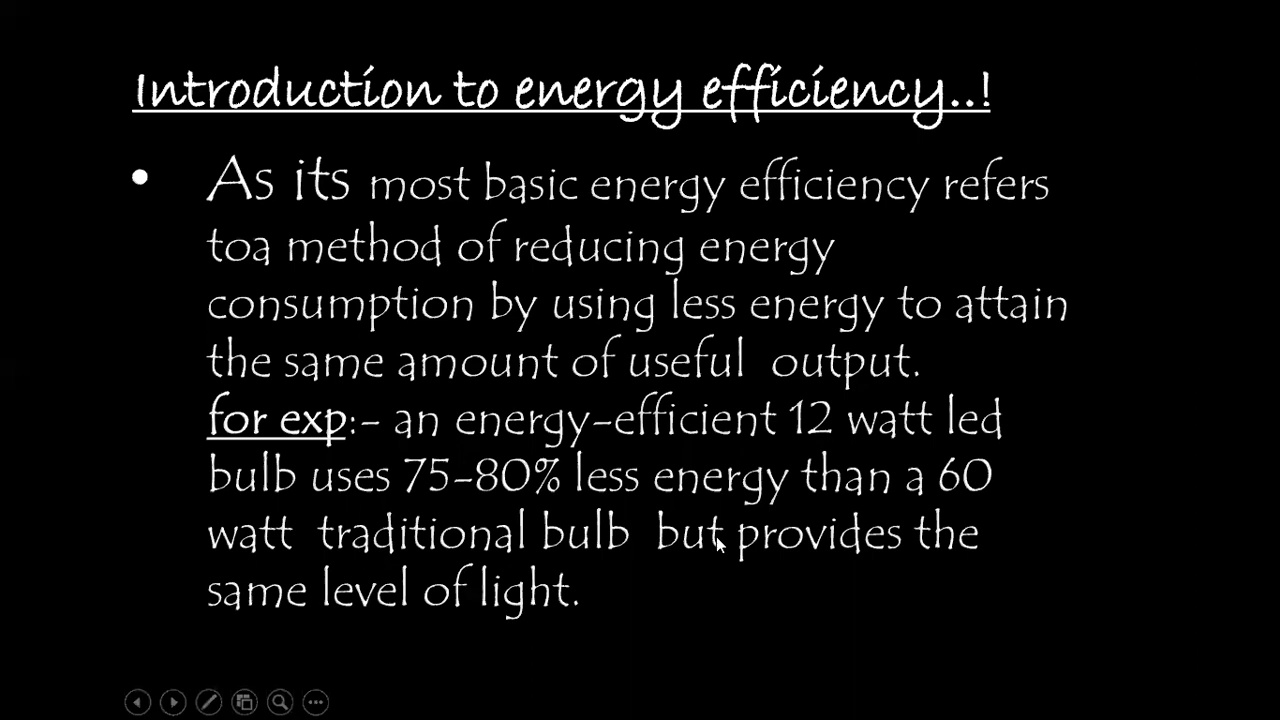 Introduction to energy efficiency..!
• As its most basic energy efficiency refers
toa method of reducing energy
consumption by using less energy to attain
the same amount of useful output.
for exp:- an energy-efficient 12 watt led
bulb uses 75-80% less energy than a 60
watt traditional bulb but provides the
same level of light.